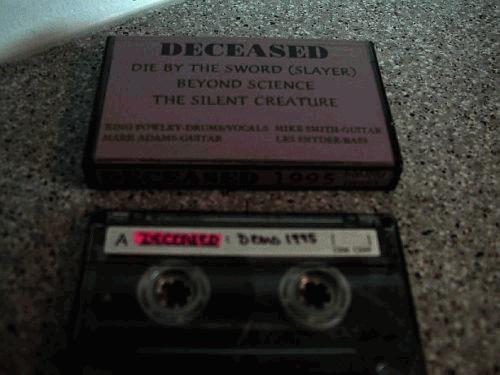 DECEASED
DIE BY THE SWORD (SLAYER)
BEYOND SCIENCE
THE SILENT CREATURE
KING FOWLEY-DRUMS/VOCALS MIKE SMITH-GUITAR
MARK ADAMS-GUITAR LES SNYDER/BASS
DECEASED 1995
A DECEASED : DEMO 1995